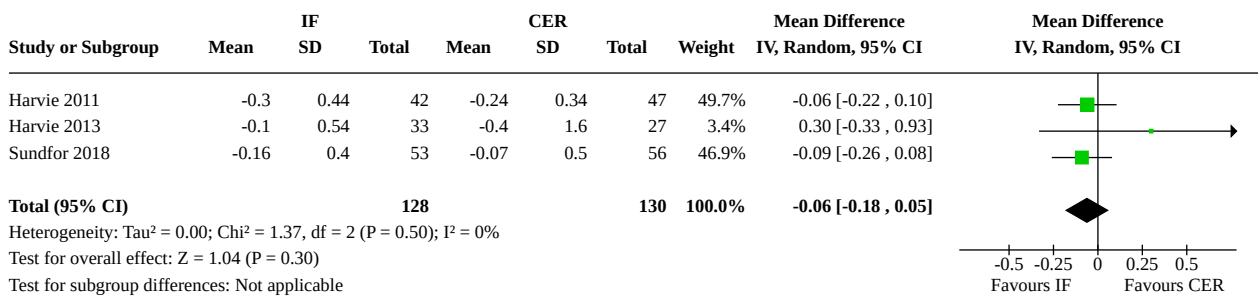 IF CER Mean Difference Mean Difference
Study or Subgroup Mean SD Total Mean SD Total Weight IV, Random, 95% CI IV, Random, 95% CI
Harvie 2011 -0.3 0.44 42 -0.24 0.34 47 49.7% -0.06 [-0.22 , 0.10]
Harvie 2013 -0.1 0.54 33 -0.4 1.6 27 3.4% 0.30 [-0.33 , 0.93]
Sundfor 2018 -0.16 0.4 53 -0.07 0.5 56 46.9% -0.09 [-0.26 , 0.08]
Total (95% CI) 128 130 100.0% -0.06 [-0.18 , 0.05]
Heterogeneity: Tau² = 0.00; Chi² = 1.37, df = 2 (P = 0.50); I² = 0%
Test for overall effect: Z = 1.04 (P = 0.30) -0.5 -0.25 0 0.25 0.5
Test for subgroup differences: Not applicable Favours IF Favours CER